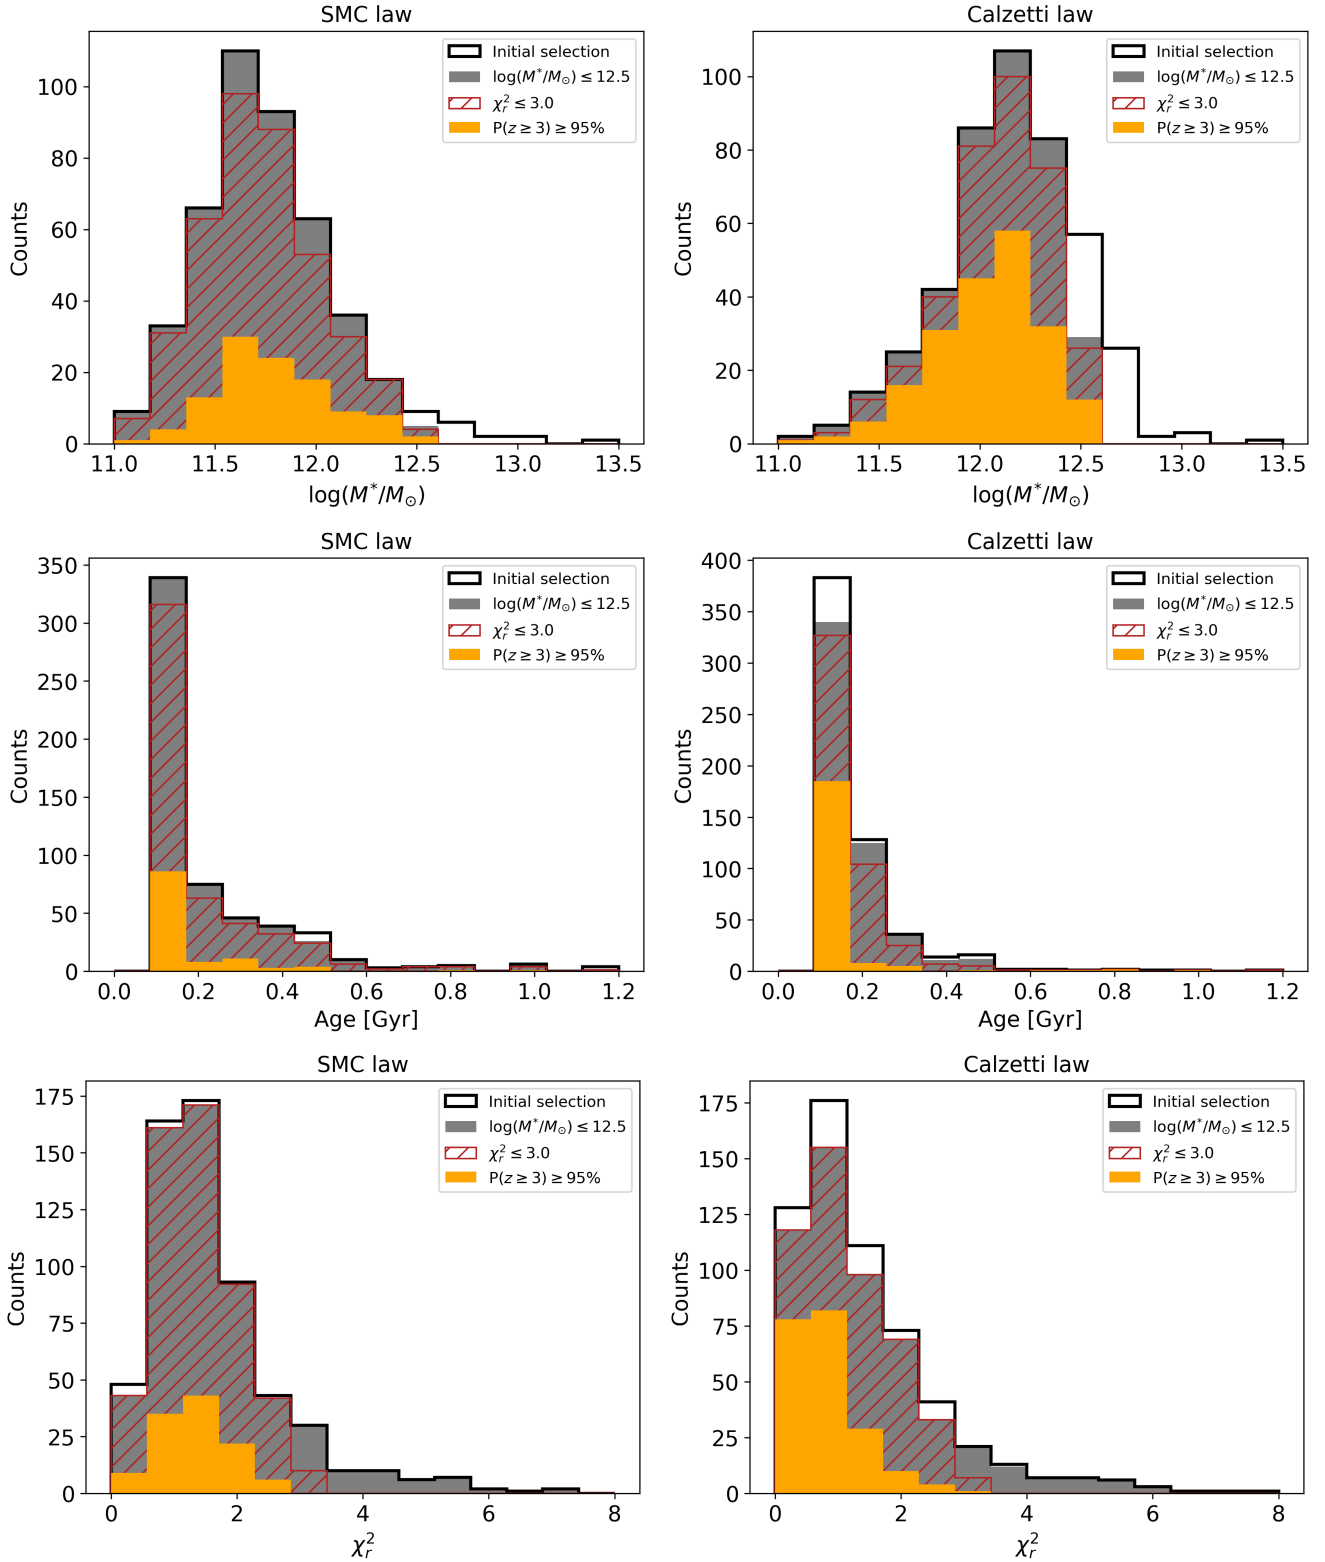 SMC law
Counts
100
80
60
40
20
0
Initial selection
log(M*/M⊙) ≤ 12.5
χ²ᵣ ≤ 3.0
P(z ≥ 3) ≥ 95%
11.0 11.5 12.0 12.5 13.0 13.5
log(M*/M⊙)
Calzetti law
Counts
100
80
60
40
20
0
Initial selection
log(M*/M⊙) ≤ 12.5
χ²ᵣ ≤ 3.0
P(z ≥ 3) ≥ 95%
11.0 11.5 12.0 12.5 13.0 13.5
log(M*/M⊙)
SMC law
Counts
350
300
250
200
150
100
50
0
Initial selection
log(M*/M⊙) ≤ 12.5
χ²ᵣ ≤ 3.0
P(z ≥ 3) ≥ 95%
0.0 0.2 0.4 0.6 0.8 1.0 1.2
Age [Gyr]
Calzetti law
Counts
400
350
300
250
200
150
100
50
0
Initial selection
log(M*/M⊙) ≤ 12.5
χ²ᵣ ≤ 3.0
P(z ≥ 3) ≥ 95%
0.0 0.2 0.4 0.6 0.8 1.0 1.2
Age [Gyr]
SMC law
Counts
175
150
125
100
75
50
25
0
Initial selection
log(M*/M⊙) ≤ 12.5
χ²ᵣ ≤ 3.0
P(z ≥ 3) ≥ 95%
0 2 4 6 8
χ²ᵣ
Calzetti law
Counts
175
150
125
100
75
50
25
0
Initial selection
log(M*/M⊙) ≤ 12.5
χ²ᵣ ≤ 3.0
P(z ≥ 3) ≥ 95%
0 2 4 6 8
χ²ᵣ